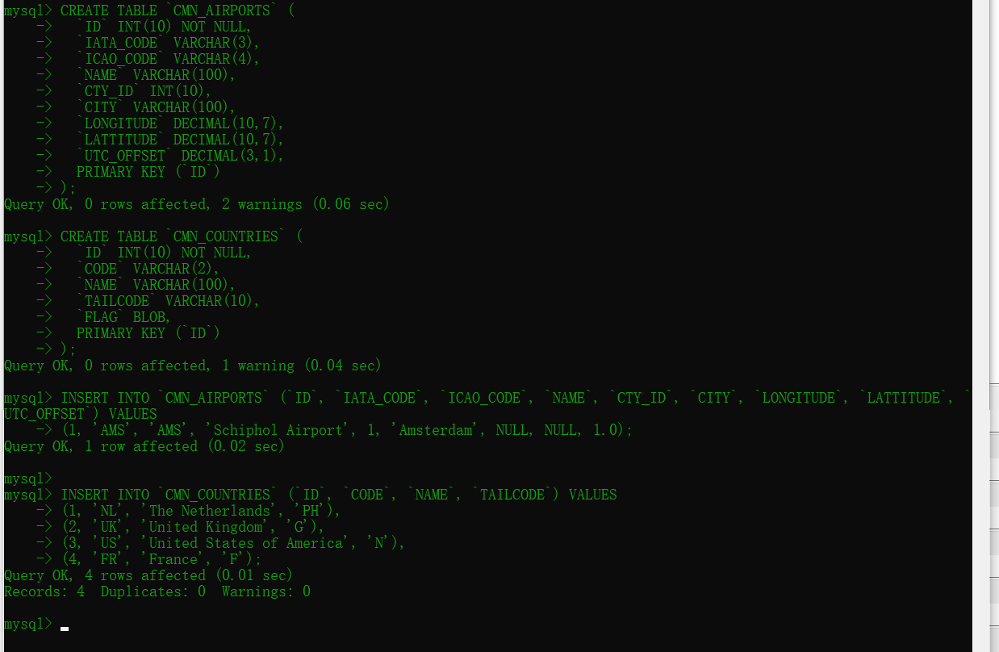 mysql> CREATE TABLE `CMN_AIRPORTS` (
    ->   `ID` INT(10) NOT NULL,
    ->   `IATA_CODE` VARCHAR(3),
    ->   `ICAO_CODE` VARCHAR(4),
    ->   `NAME` VARCHAR(100),
    ->   `CTY_ID` INT(10),
    ->   `CITY` VARCHAR(100),
    ->   `LONGITUDE` DECIMAL(10,7),
    ->   `LATTITUDE` DECIMAL(10,7),
    ->   `UTC_OFFSET` DECIMAL(3,1),
    ->   PRIMARY KEY (`ID`)
    -> );
Query OK, 0 rows affected, 2 warnings (0.06 sec)
mysql> CREATE TABLE `CMN_COUNTRIES` (
    ->   `ID` INT(10) NOT NULL,
    ->   `CODE` VARCHAR(2),
    ->   `NAME` VARCHAR(100),
    ->   `TAILCODE` VARCHAR(10),
    ->   `FLAG` BLOB,
    ->   PRIMARY KEY (`ID`)
    -> );
Query OK, 0 rows affected, 1 warning (0.04 sec)
mysql> INSERT INTO `CMN_AIRPORTS` (`ID`, `IATA_CODE`, `ICAO_CODE`, `NAME`, `CTY_ID`, `CITY`, `LONGITUDE`, `LATTITUDE`, `
UTC_OFFSET`) VALUES
    -> (1, 'AMS', 'AMS', 'Schiphol Airport', 1, 'Amsterdam', NULL, NULL, 1.0);
Query OK, 1 row affected (0.02 sec)
mysql>
mysql> INSERT INTO `CMN_COUNTRIES` (`ID`, `CODE`, `NAME`, `TAILCODE`) VALUES
    -> (1, 'NL', 'The Netherlands', 'PH'),
    -> (2, 'UK', 'United Kingdom', 'G'),
    -> (3, 'US', 'United States of America', 'N'),
    -> (4, 'FR', 'France', 'F');
Query OK, 4 rows affected (0.01 sec)
Records: 4  Duplicates: 0  Warnings: 0
mysql>